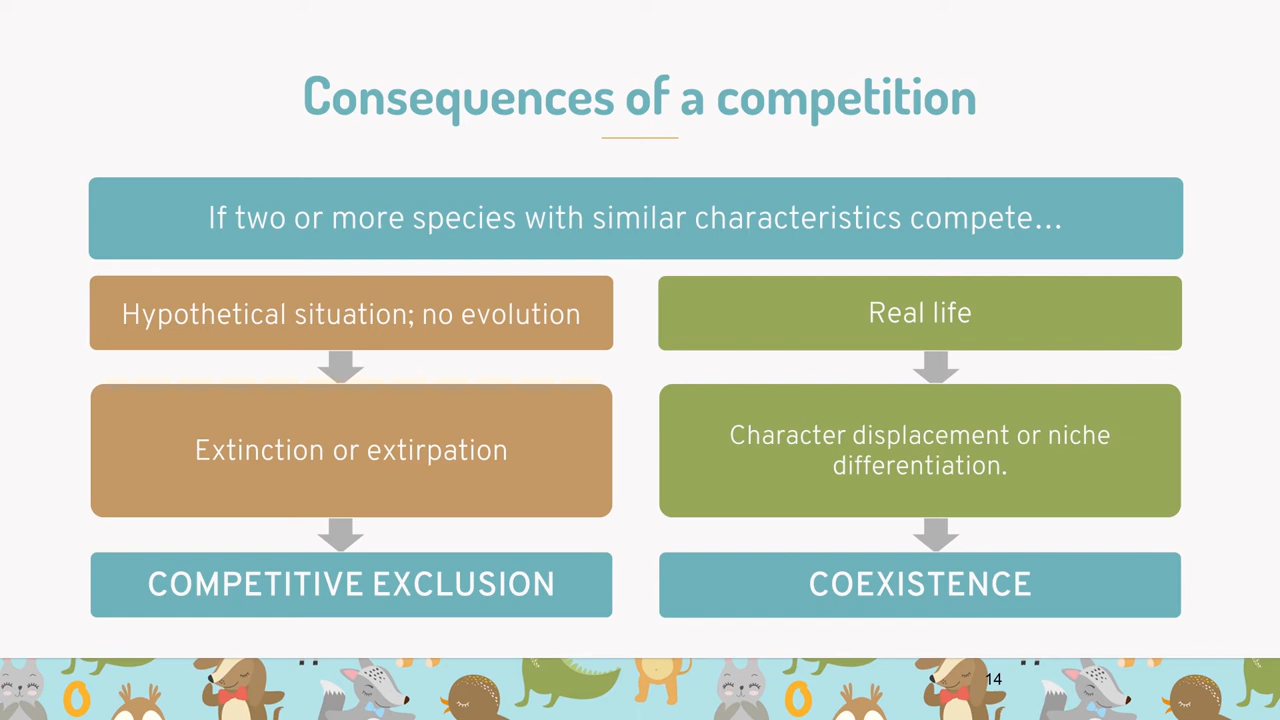 Consequences of a competition
If two or more species with similar characteristics compete...
Hypothetical situation; no evolution
Real life
Extinction or extirpation
Character displacement or niche
differentiation.
COMPETITIVE EXCLUSION
COEXISTENCE
14